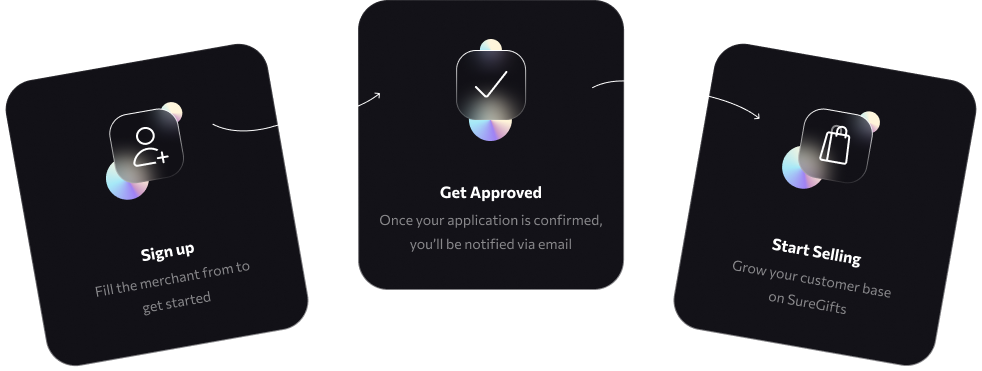 Sign up
Fill the merchant from to
get started
Get Approved
Once your application is confirmed,
you'll be notified via email
Start Selling
Grow your customer base
on SureGifts